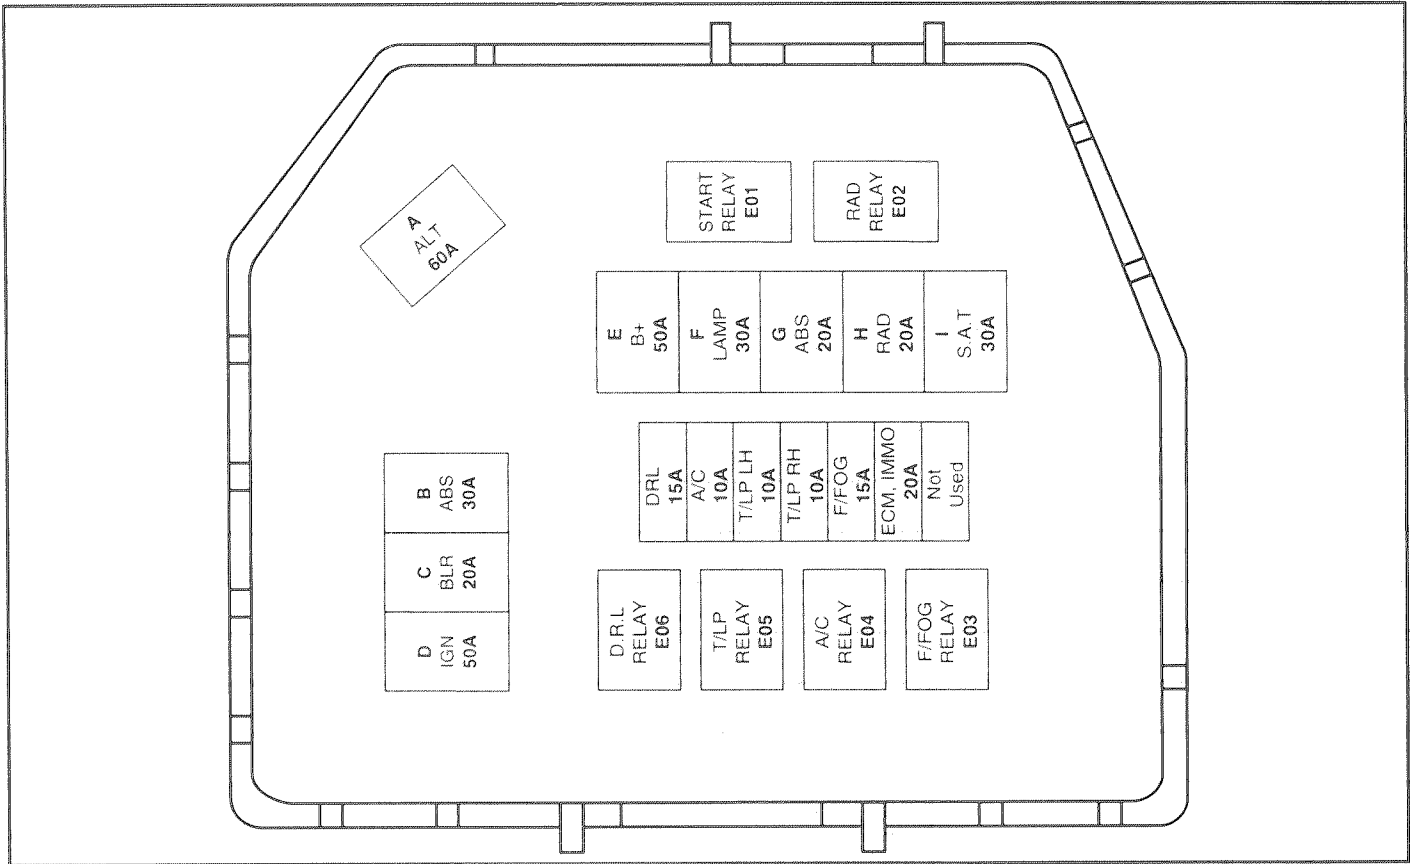 A
ALT
60A
START
RELAY
E01
RAD
RELAY
E02
E
B+
50A
F
LAMP
30A
G
ABS
20A
H
RAD
20A
I
S.A.T
30A
B
ABS
30A
C
BLR
20A
D
IGN
50A
DRL
15A
A/C
10A
T/LP LH
10A
T/LP RH
10A
F/FOG
15A
ECM, IMMO
20A
Not
Used
D.R.L
RELAY
E06
T/LP
RELAY
E05
A/C
RELAY
E04
F/FOG
RELAY
E03